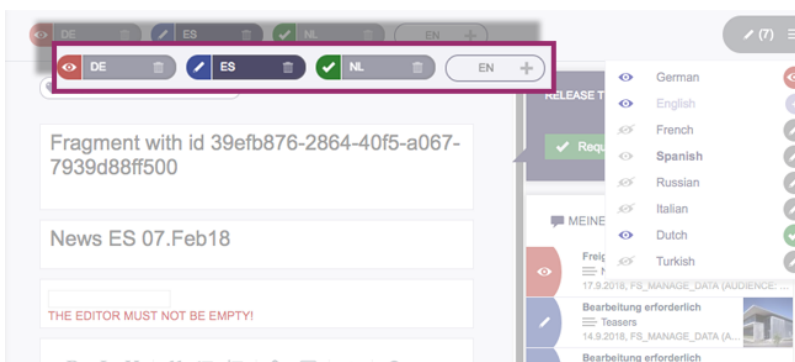 DE ES NL EN
(7)
DE ES NL EN
RELEASE T
Requ
German
English
French
Spanish
Russian
Italian
Dutch
Turkish
Fragment with id 39efb876-2864-40f5-a067-
7939d88ff500
News ES 07.Feb18
THE EDITOR MUST NOT BE EMPTY!
MEINE
Freig
17.9.2018, FS_MANAGE_DATA (AUDIENCE: ...
Bearbeitung erforderlich
Teasers
14.9.2018, FS_MANAGE_DATA (A...
Bearbeitung erforderlich